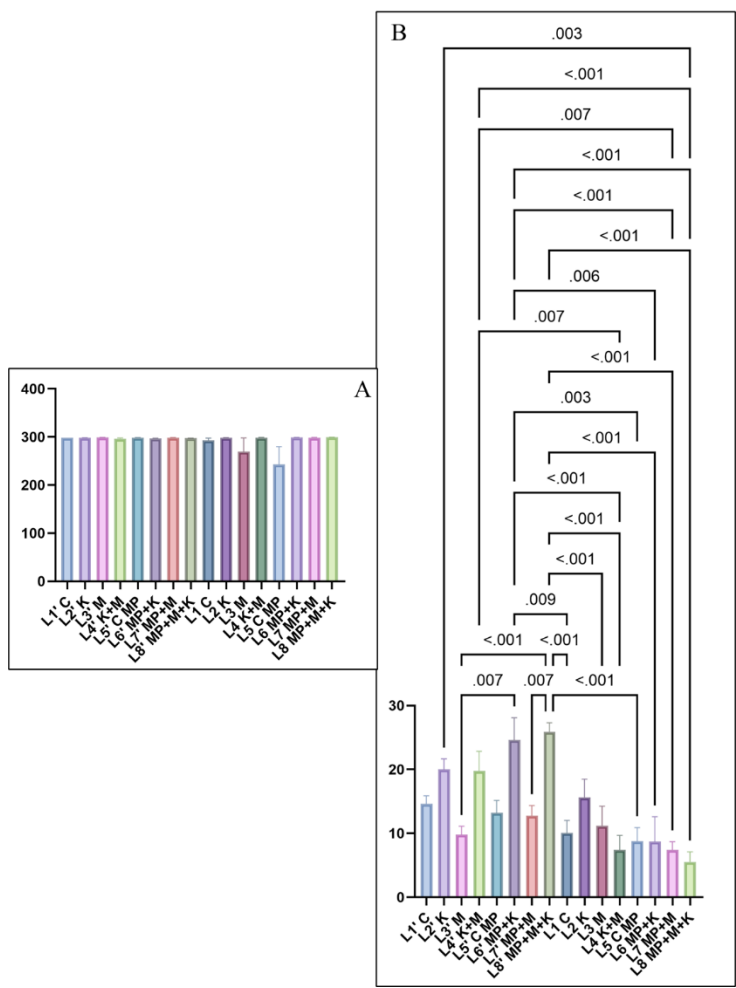 B
.003
<.001
.007
<.001
<.001
<.001
.006
.007
<.001
.003
<.001
<.001
<.001
<.001
.009
<.001 <.001
.007 .007 <.001
30
20
10
0
L1' C
L2' K
L3' M
L4' K+M
L5' C MP
L6' MP+K
L7' MP+M
L8' MP+M+K
L1 C
L2 K
L3 M
L4 K+M
L5 C MP
L6 MP+K
L7 MP+M
L8 MP+M+K
A
400
300
200
100
0
L1' C
L2' K
L3' M
L4' K+M
L5' C MP
L6' MP+K
L7' MP+M
L8' MP+M+K
L1 C
L2 K
L3 M
L4 K+M
L5 C MP
L6 MP+K
L7 MP+M
L8 MP+M+K